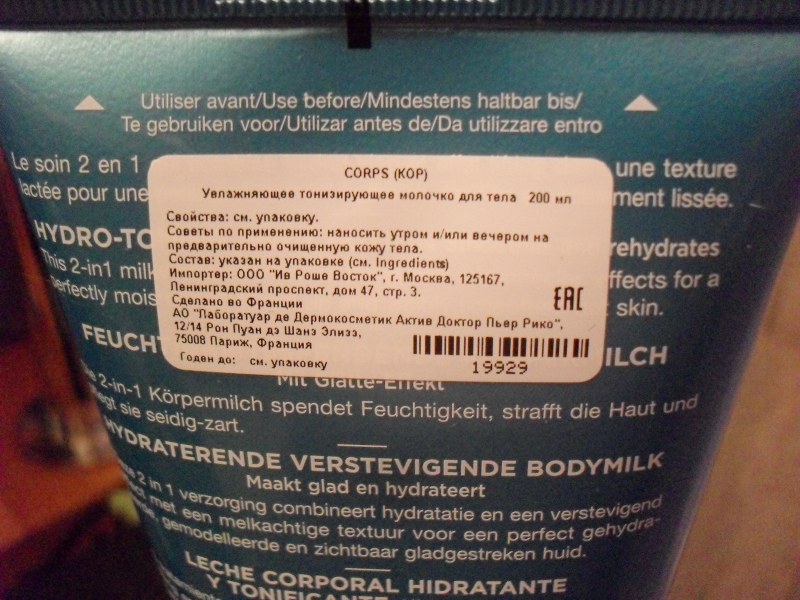 Utiliser avant/Use before/Mindestens haltbar bis/
Te gebruiken voor/Utilizar antes de/Da utilizzare entro
Le soin 2 en 1
une texture
lactée pour une
ment lissée.
CORPS (КОР)
Увлажняющее тонизирующее молочко для тела 200 мл
Свойства: см. упаковку.
Советы по применению: наносить утром и/или вечером на
предварительно очищенную кожу тела.
Состав: указан на упаковке (см. Ingredients)
Импортер: ООО "Ив Роше Восток", г. Москва, 125167,
Ленинградский проспект, дом 47, стр. 3.
Сделано во Франции
АО "Лаборатуар де Дермокосметик Актив Доктор Пьер Рико",
12/14 Рон Пуан дэ Шанз Элизэ,
75008 Париж, Франция
Годен до: см. упаковку
EAC
19929
HYDRO-TO
rehydrates
This 2-in1 milk
ffects for a
perfectly mois
skin.
FEUCHT
MILCH
Mit Glätte-Effekt
2-in-1 Körpermilch spendet Feuchtigkeit, strafft die Haut und
sie seidig-zart.
HYDRATERENDE VERSTEVIGENDE BODYMILK
Maakt glad en hydrateert
2 in 1 verzorging combineert hydratatie en een verstevigend
met een melkachtige textuur voor een perfect gehydra-
gemodelleerde en zichtbaar gladgestreken huid.
LECHE CORPORAL HIDRATANTE
Y TONIFICANTE